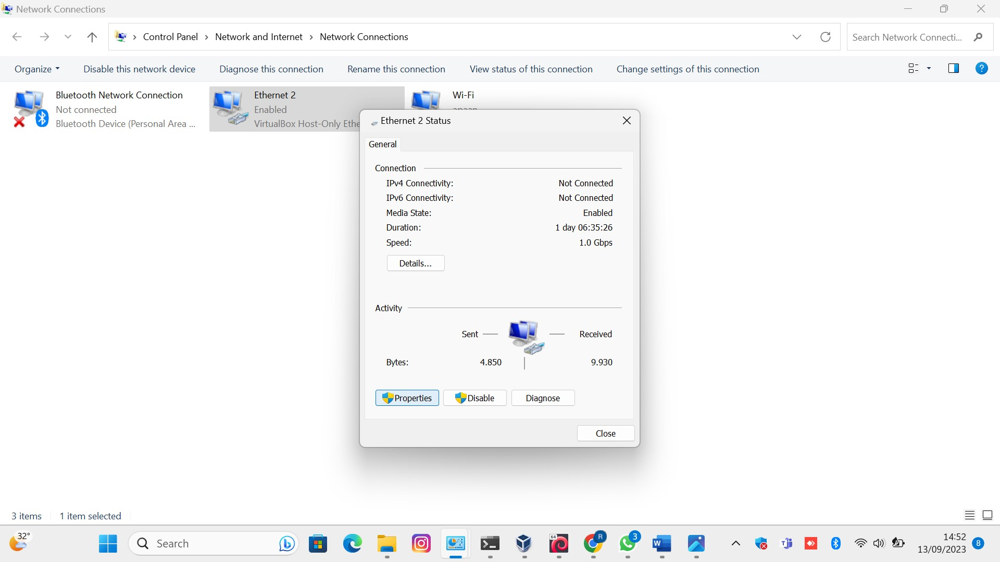 Network Connections
Control Panel > Network and Internet > Network Connections
Search Network Connecti...
Organize
Disable this network device
Diagnose this connection
Rename this connection
View status of this connection
Change settings of this connection
?
Bluetooth Network Connection
Not connected
Bluetooth Device (Personal Area ...
Ethernet 2
Enabled
VirtualBox Host-Only Ethe
Wi-Fi
Ethernet 2 Status
General
Connection
IPv4 Connectivity: Not Connected
IPv6 Connectivity: Not Connected
Media State: Enabled
Duration: 1 day 06:35:26
Speed: 1.0 Gbps
Details...
Activity
Sent
Received
Bytes: 4.850 9.930
Properties
Disable
Diagnose
Close
3 items
1 item selected
32°
Search
64
R
3
W
14:52
13/09/2023
8